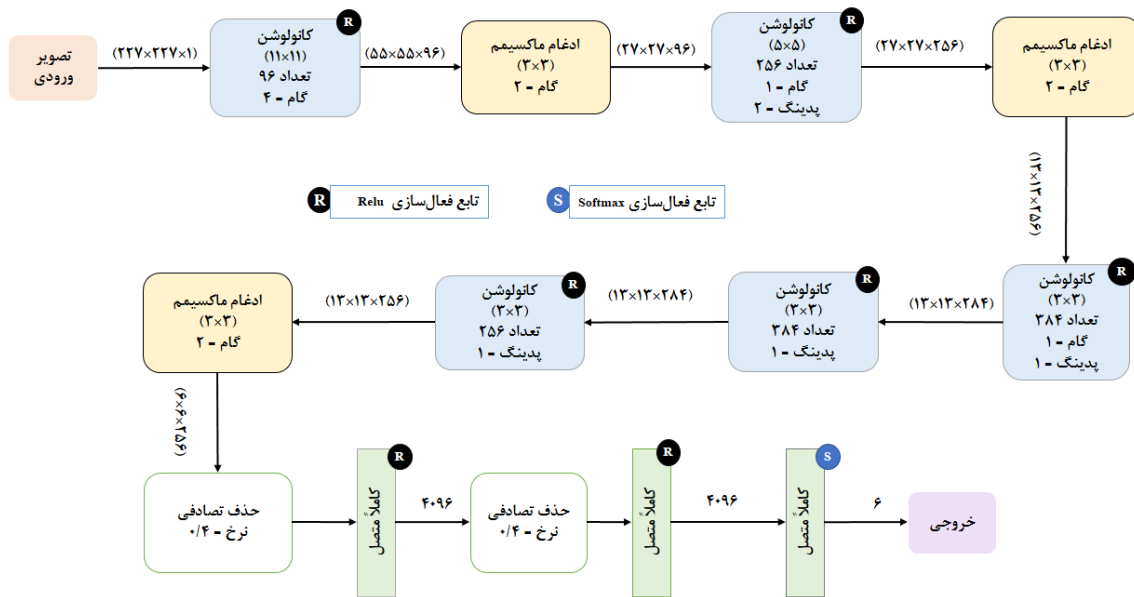 تصویر
ورودی
(۲۲۷×۲۲۷×۱)
R
کانولوشن
(۱۱×۱۱)
تعداد ۹۶
گام = ۴
(۵۵×۵۵×۹۶)
ادغام ماکسیمم
(۳×۳)
گام = ۲
(۲۷×۲۷×۹۶)
R
کانولوشن
(۵×۵)
تعداد ۲۵۶
گام = ۱
پدینگ = ۲
(۲۷×۲۷×۲۵۶)
ادغام ماکسیمم
(۳×۳)
گام = ۲
(۱۳×۱۳×۲۵۶)
R
تابع فعال‌سازی Relu
S
تابع فعال‌سازی Softmax
R
کانولوشن
(۳×۳)
تعداد ۳۸۴
گام = ۱
پدینگ = ۱
(۱۳×۱۳×۲۸۴)
R
کانولوشن
(۳×۳)
تعداد ۳۸۴
پدینگ = ۱
(۱۳×۱۳×۲۸۴)
R
کانولوشن
(۳×۳)
تعداد ۲۵۶
پدینگ = ۱
(۱۳×۱۳×۲۵۶)
ادغام ماکسیمم
(۳×۳)
گام = ۲
(۶×۶×۲۵۶)
حذف تصادفی
نرخ = ۰/۴
R
کاملاً متصل
۴۰۹۶
حذف تصادفی
نرخ = ۰/۴
R
کاملاً متصل
۴۰۹۶
S
کاملاً متصل
۶
خروجی